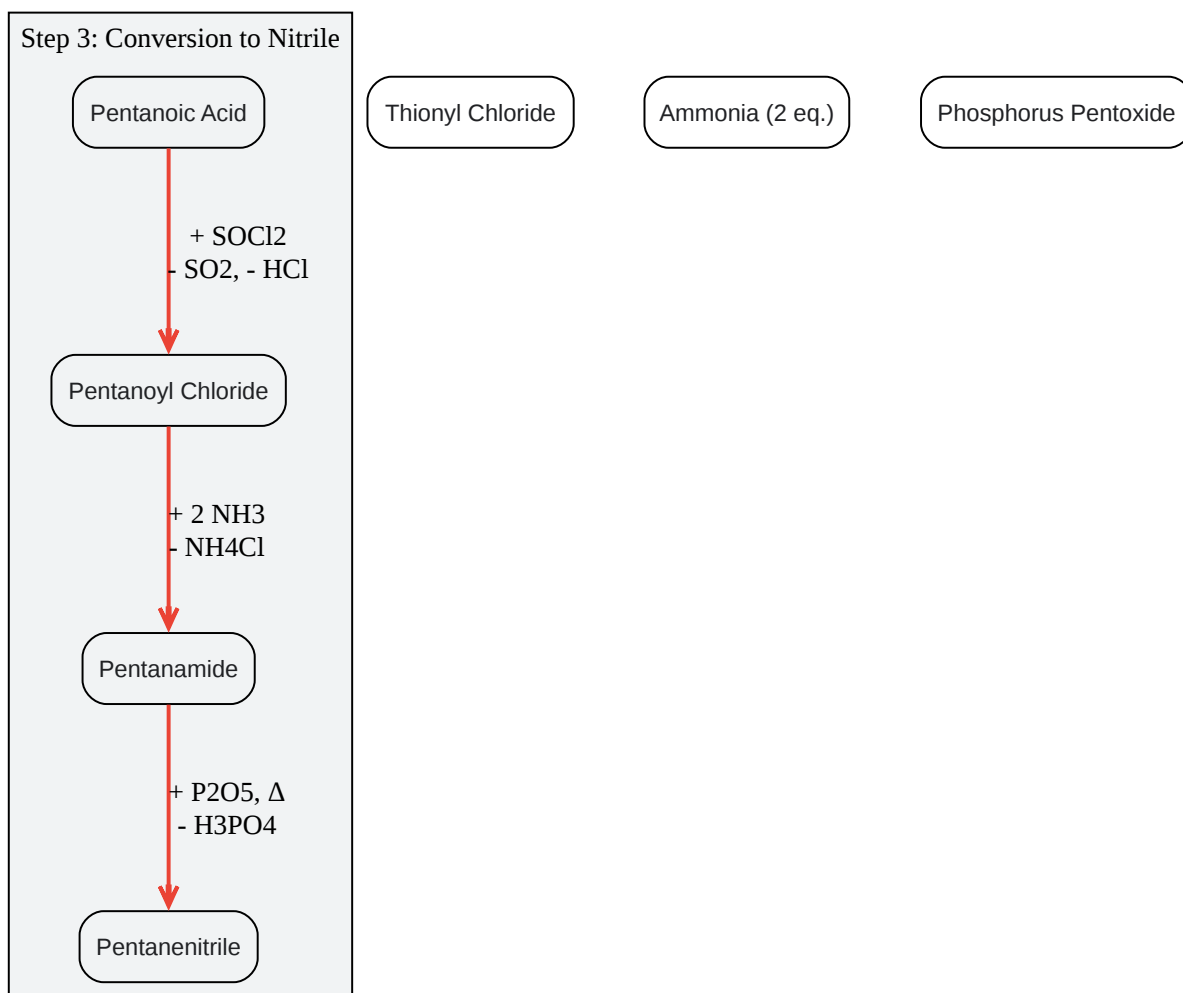 Step 3: Conversion to Nitrile
Pentanoic Acid
Thionyl Chloride
Ammonia (2 eq.)
Phosphorus Pentoxide
+ SOCl2
- SO2, - HCl
Pentanoyl Chloride
+ 2 NH3
- NH4Cl
Pentanamide
+ P2O5, Δ
- H3PO4
Pentanenitrile